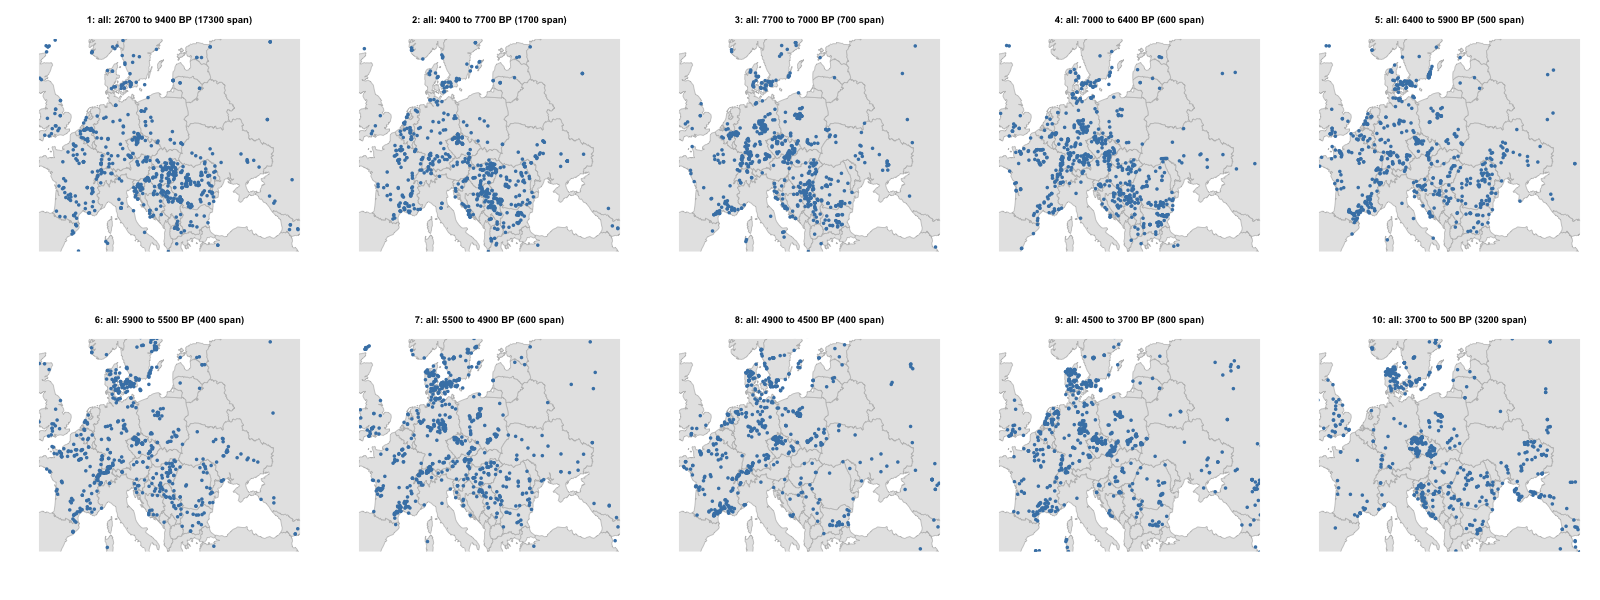 1: all: 26700 to 9400 BP (17300 span)
2: all: 9400 to 7700 BP (1700 span)
3: all: 7700 to 7000 BP (700 span)
4: all: 7000 to 6400 BP (600 span)
5: all: 6400 to 5900 BP (500 span)
6: all: 5900 to 5500 BP (400 span)
7: all: 5500 to 4900 BP (600 span)
8: all: 4900 to 4500 BP (400 span)
9: all: 4500 to 3700 BP (800 span)
10: all: 3700 to 500 BP (3200 span)